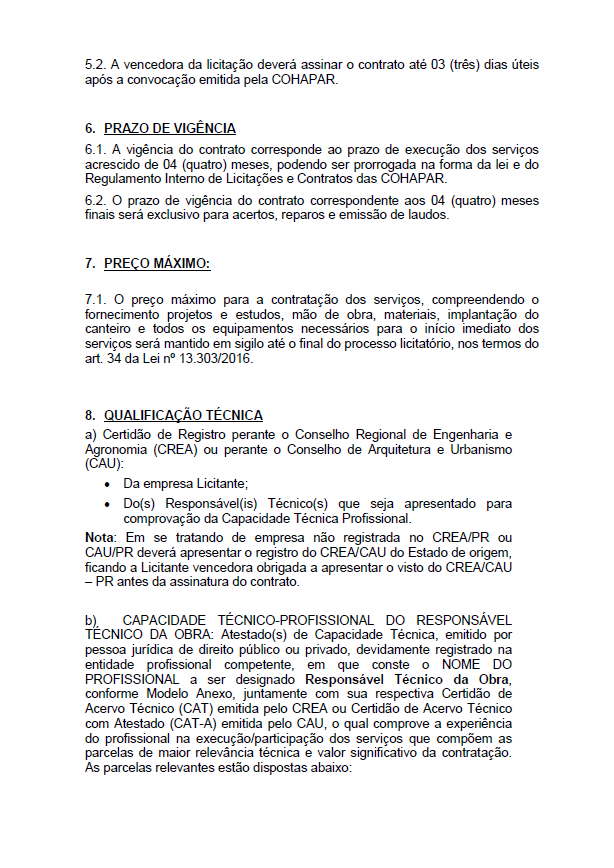 5.2. A vencedora da licitação deverá assinar o contrato até 03 (três) dias úteis
após a convocação emitida pela COHAPAR.
6. PRAZO DE VIGÊNCIA
6.1. A vigência do contrato corresponde ao prazo de execução dos serviços
acrescido de 04 (quatro) meses, podendo ser prorrogada na forma da lei e do
Regulamento Interno de Licitações e Contratos das COHAPAR.
6.2. O prazo de vigência do contrato correspondente aos 04 (quatro) meses
finais será exclusivo para acertos, reparos e emissão de laudos.
7. PREÇO MÁXIMO:
7.1. O preço máximo para a contratação dos serviços, compreendendo o
fornecimento projetos e estudos, mão de obra, materiais, implantação do
canteiro e todos os equipamentos necessários para o início imediato dos
serviços será mantido em sigilo até o final do processo licitatório, nos termos do
art. 34 da Lei nº 13.303/2016.
8. QUALIFICAÇÃO TÉCNICA
a) Certidão de Registro perante o Conselho Regional de Engenharia e
Agronomia (CREA) ou perante o Conselho de Arquitetura e Urbanismo
(CAU):
• Da empresa Licitante;
• Do(s) Responsável(is) Técnico(s) que seja apresentado para
comprovação da Capacidade Técnica Profissional.
Nota: Em se tratando de empresa não registrada no CREA/PR ou
CAU/PR deverá apresentar o registro do CREA/CAU do Estado de origem,
ficando a Licitante vencedora obrigada a apresentar o visto do CREA/CAU
– PR antes da assinatura do contrato.
b) CAPACIDADE TÉCNICO-PROFISSIONAL DO RESPONSÁVEL
TÉCNICO DA OBRA: Atestado(s) de Capacidade Técnica, emitido por
pessoa jurídica de direito público ou privado, devidamente registrado na
entidade profissional competente, em que conste o NOME DO
PROFISSIONAL a ser designado Responsável Técnico da Obra,
conforme Modelo Anexo, juntamente com sua respectiva Certidão de
Acervo Técnico (CAT) emitida pelo CREA ou Certidão de Acervo Técnico
com Atestado (CAT-A) emitida pelo CAU, o qual comprove a experiência
do profissional na execução/participação dos serviços que compõem as
parcelas de maior relevância técnica e valor significativo da contratação.
As parcelas relevantes estão dispostas abaixo: